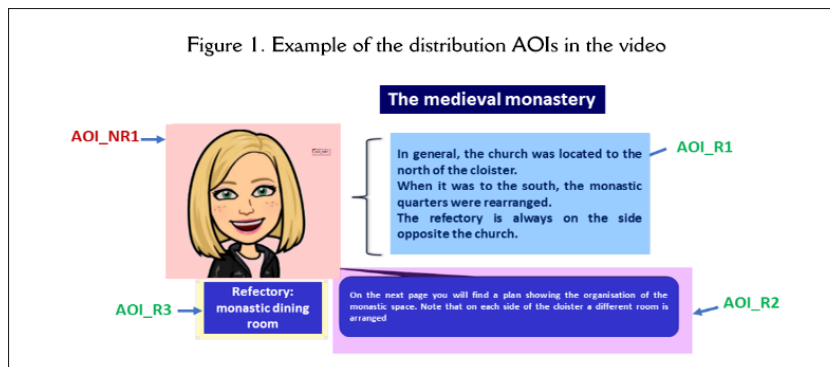 Figure 1. Example of the distribution AOIs in the video
The medieval monastery
AOI_NR1
In general, the church was located to the
north of the cloister.
When it was to the south, the monastic
quarters were rearranged.
The refectory is always on the side
opposite the church.
AOI_R1
Refectory:
monastic dining
room
AOI_R3
On the next page you will find a plan showing the organisation of the
monastic space. Note that on each side of the cloister a different room is
arranged
AOI_R2